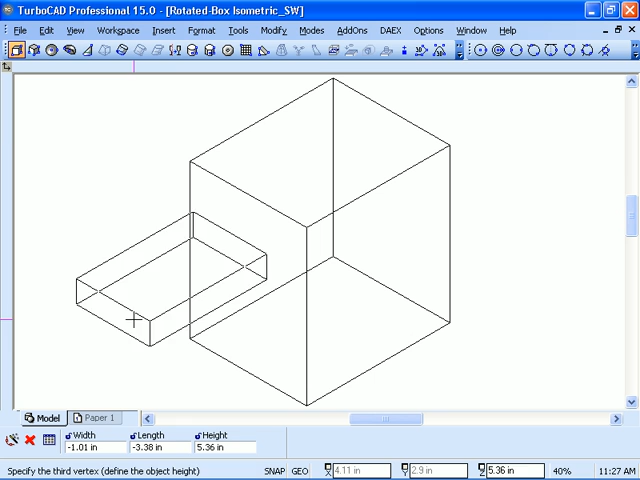 TurboCAD Professional 15.0 - [Rotated-Box Isometric_SW]
File Edit View Workspace Insert Format Tools Modify Modes AddOns DAEX Options Window Help
Model Paper 1
Width Length Height
-1.01 in -3.38 in 5.36 in
Specify the third vertex (define the object height) SNAP GEO X 4.11 in Y 2.9 in Z 5.36 in 40% 11:27 AM